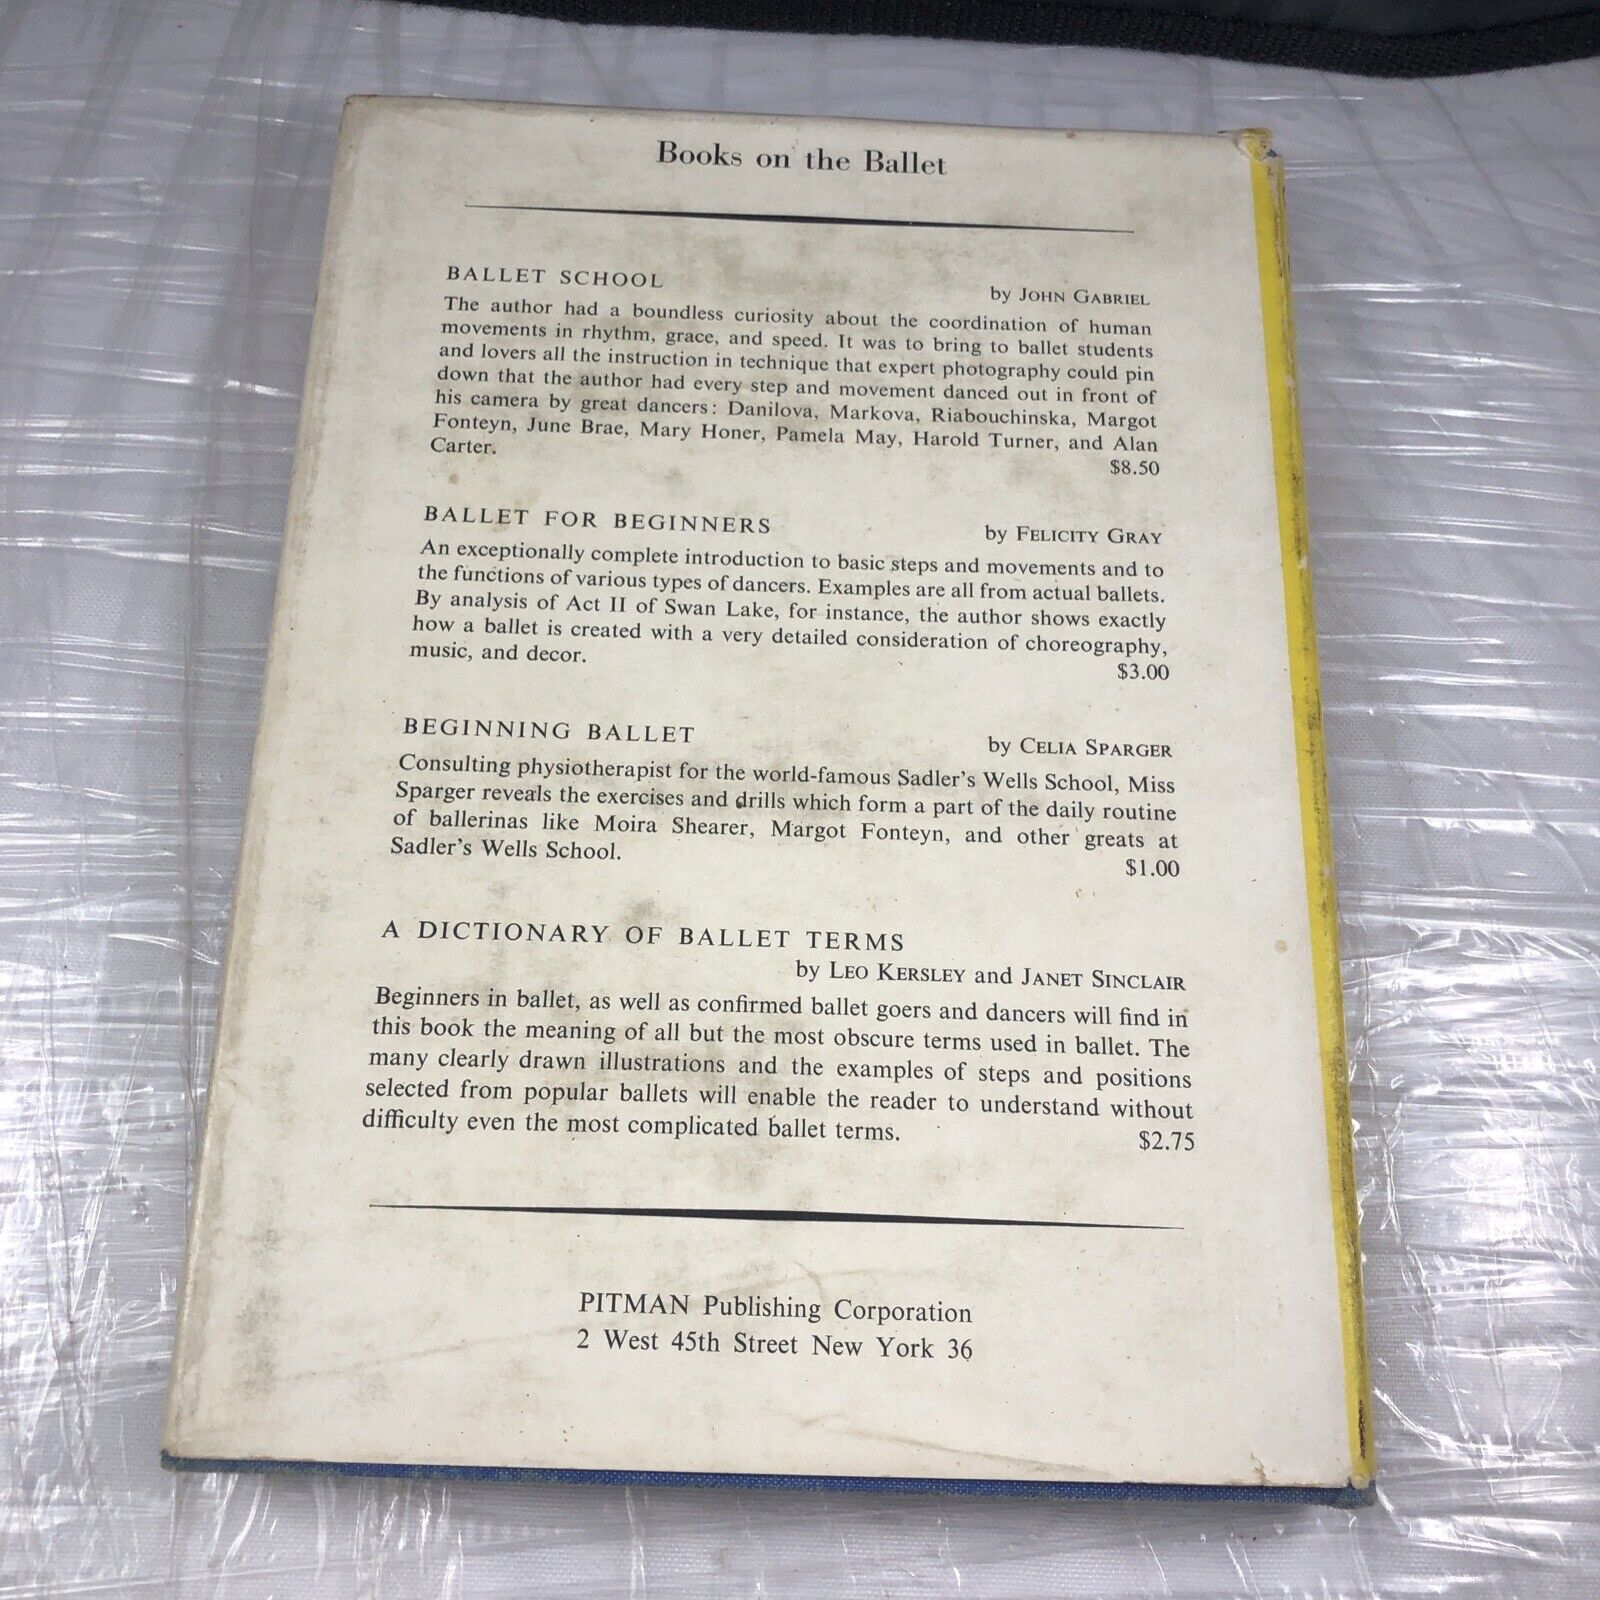 Books on the Ballet
BALLET SCHOOL
by JOHN GABRIEL
The author had a boundless curiosity about the coordination of human
movements in rhythm, grace, and speed. It was to bring to ballet students
and lovers all the instruction in technique that expert photography could pin
down that the author had every step and movement danced out in front of
his camera by great dancers: Danilova, Markova, Riabouchinska, Margot
Fonteyn, June Brae, Mary Honer, Pamela May, Harold Turner, and Alan
Carter.
$8.50
BALLET FOR BEGINNERS
by FELICITY GRAY
An exceptionally complete introduction to basic steps and movements and to
the functions of various types of dancers. Examples are all from actual ballets.
By analysis of Act II of Swan Lake, for instance, the author shows exactly
how a ballet is created with a very detailed consideration of choreography,
music, and decor.
$3.00
BEGINNING BALLET
by CELIA SPARGER
Consulting physiotherapist for the world-famous Sadler's Wells School, Miss
Sparger reveals the exercises and drills which form a part of the daily routine
of ballerinas like Moira Shearer, Margot Fonteyn, and other greats at
Sadler's Wells School.
$1.00
A DICTIONARY OF BALLET TERMS
by LEO KERSLEY and JANET SINCLAIR
Beginners in ballet, as well as confirmed ballet goers and dancers will find in
this book the meaning of all but the most obscure terms used in ballet. The
many clearly drawn illustrations and the examples of steps and positions
selected from popular ballets will enable the reader to understand without
difficulty even the most complicated ballet terms.
$2.75
PITMAN Publishing Corporation
2 West 45th Street New York 36